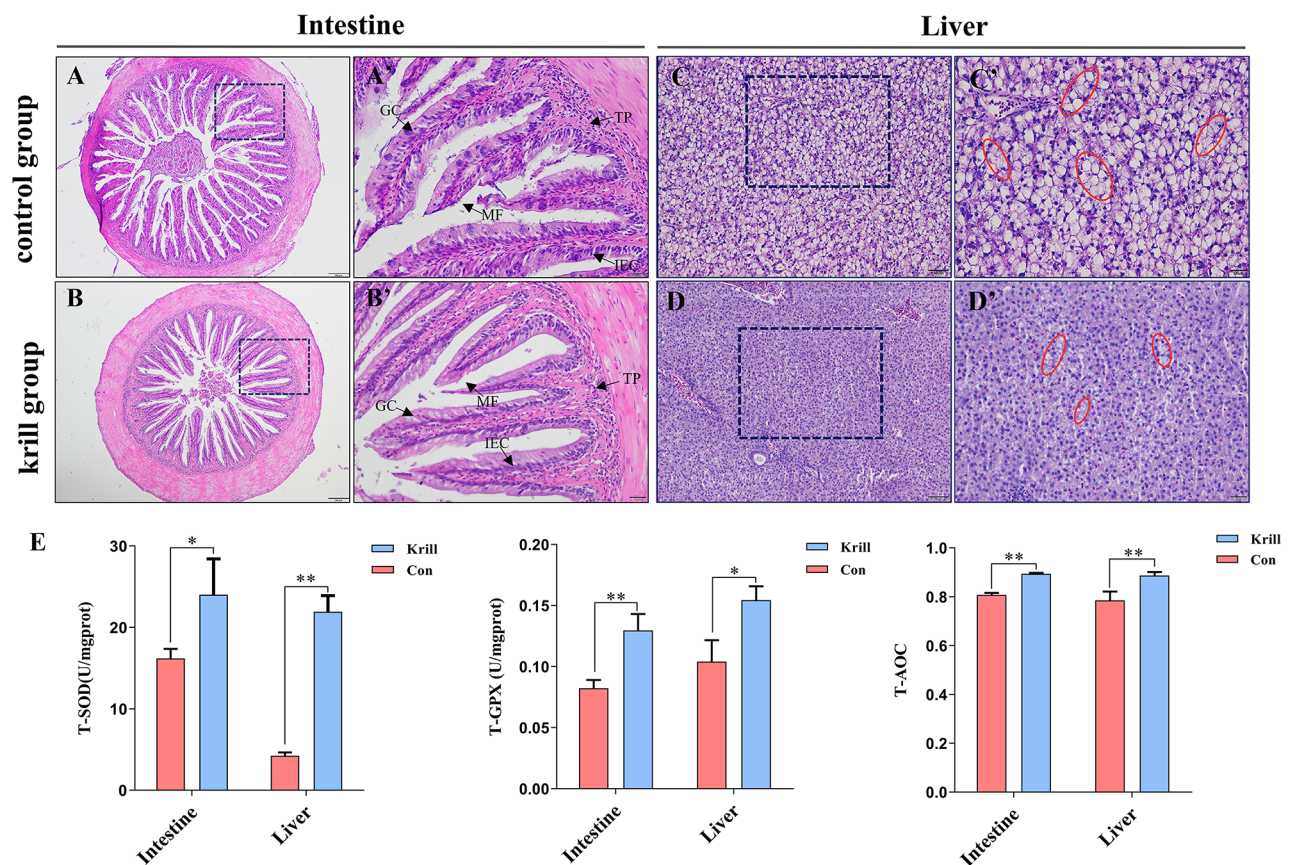 Intestine
Liver
control group
A
A'
GC
TP
MF
IEC
C
C'
krill group
B
B'
TP
MF
GC
IEC
D
D'
E
T-SOD(U/mgprot)
30
20
10
0
*
**
Krill
Con
Intestine
Liver
T-GPX (U/mgprot)
0.20
0.15
0.10
0.05
0.00
**
*
Krill
Con
Intestine
Liver
T-AOC
1.0
0.8
0.6
0.4
0.2
0.0
**
**
Krill
Con
Intestine
Liver